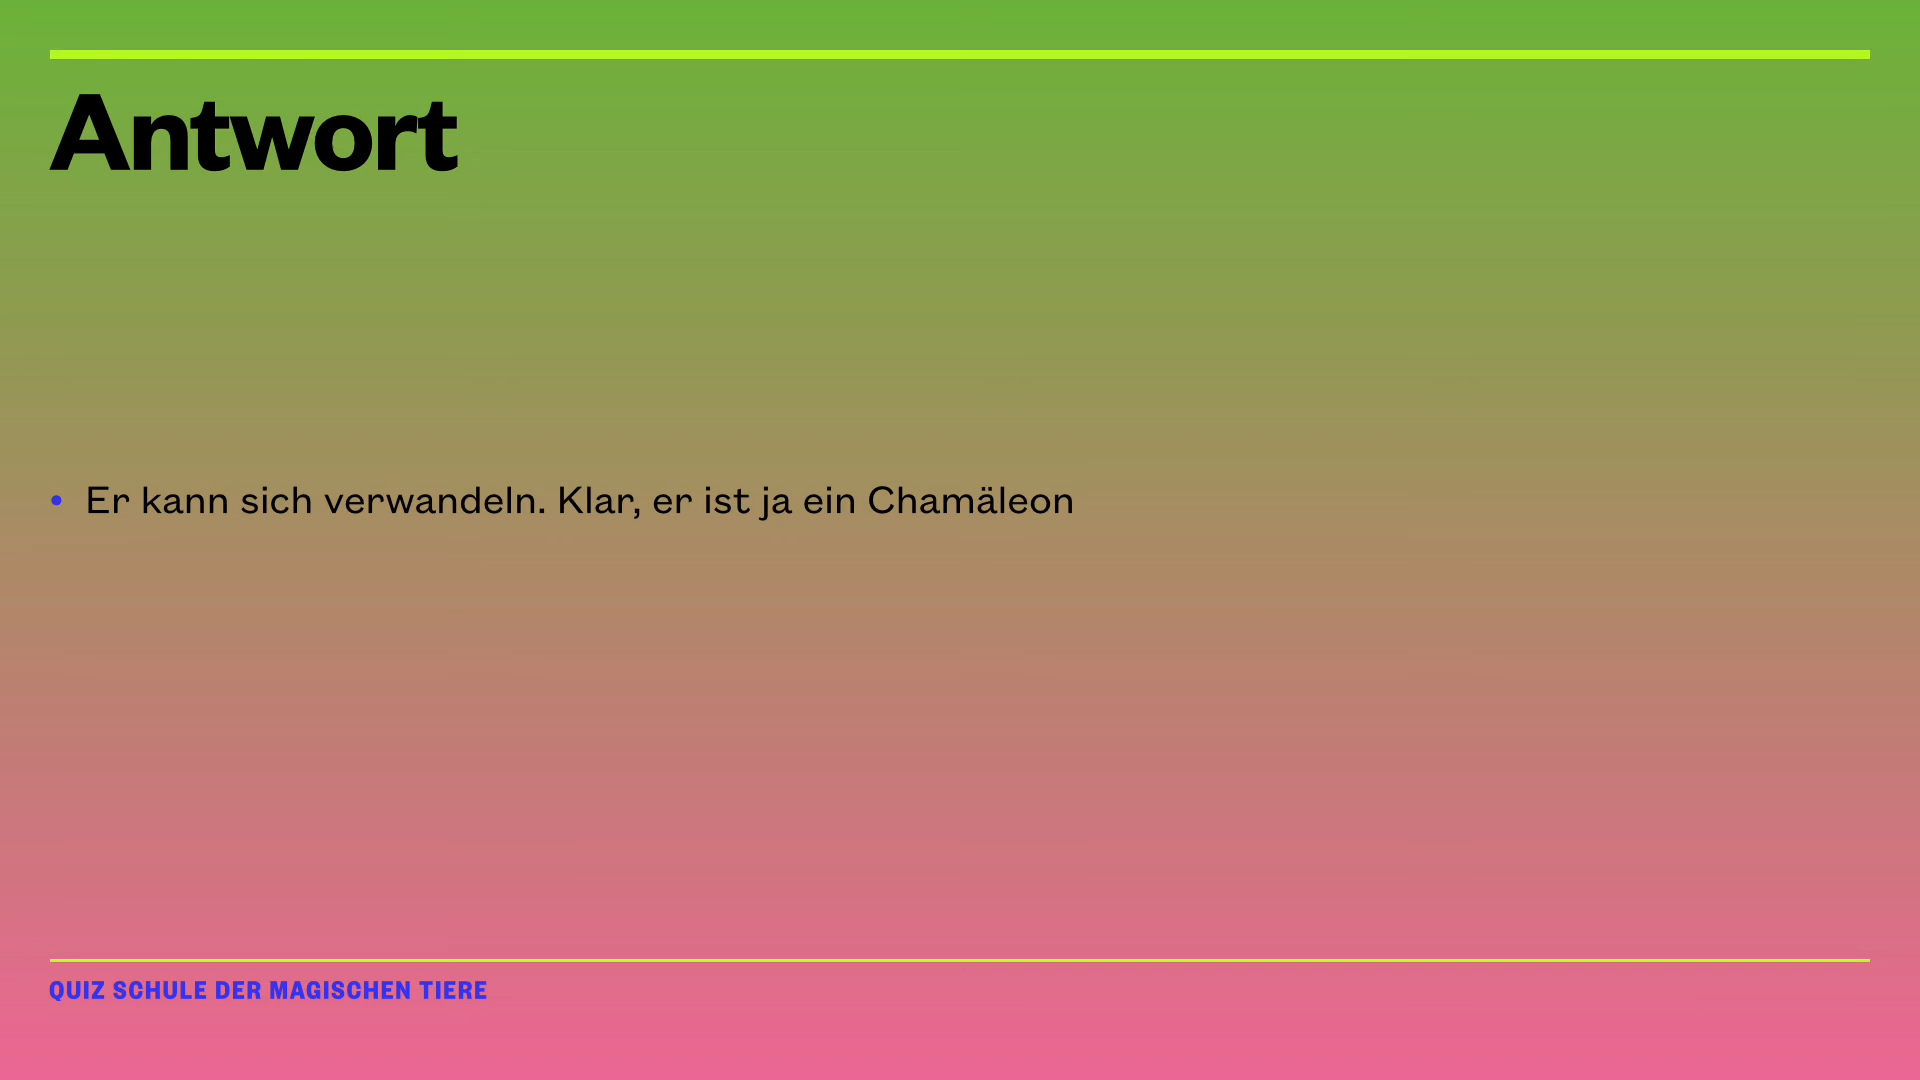 Antwort
• Er kann sich verwandeln. Klar, er ist ja ein Chamäleon
QUIZ SCHULE DER MAGISCHEN TIERE